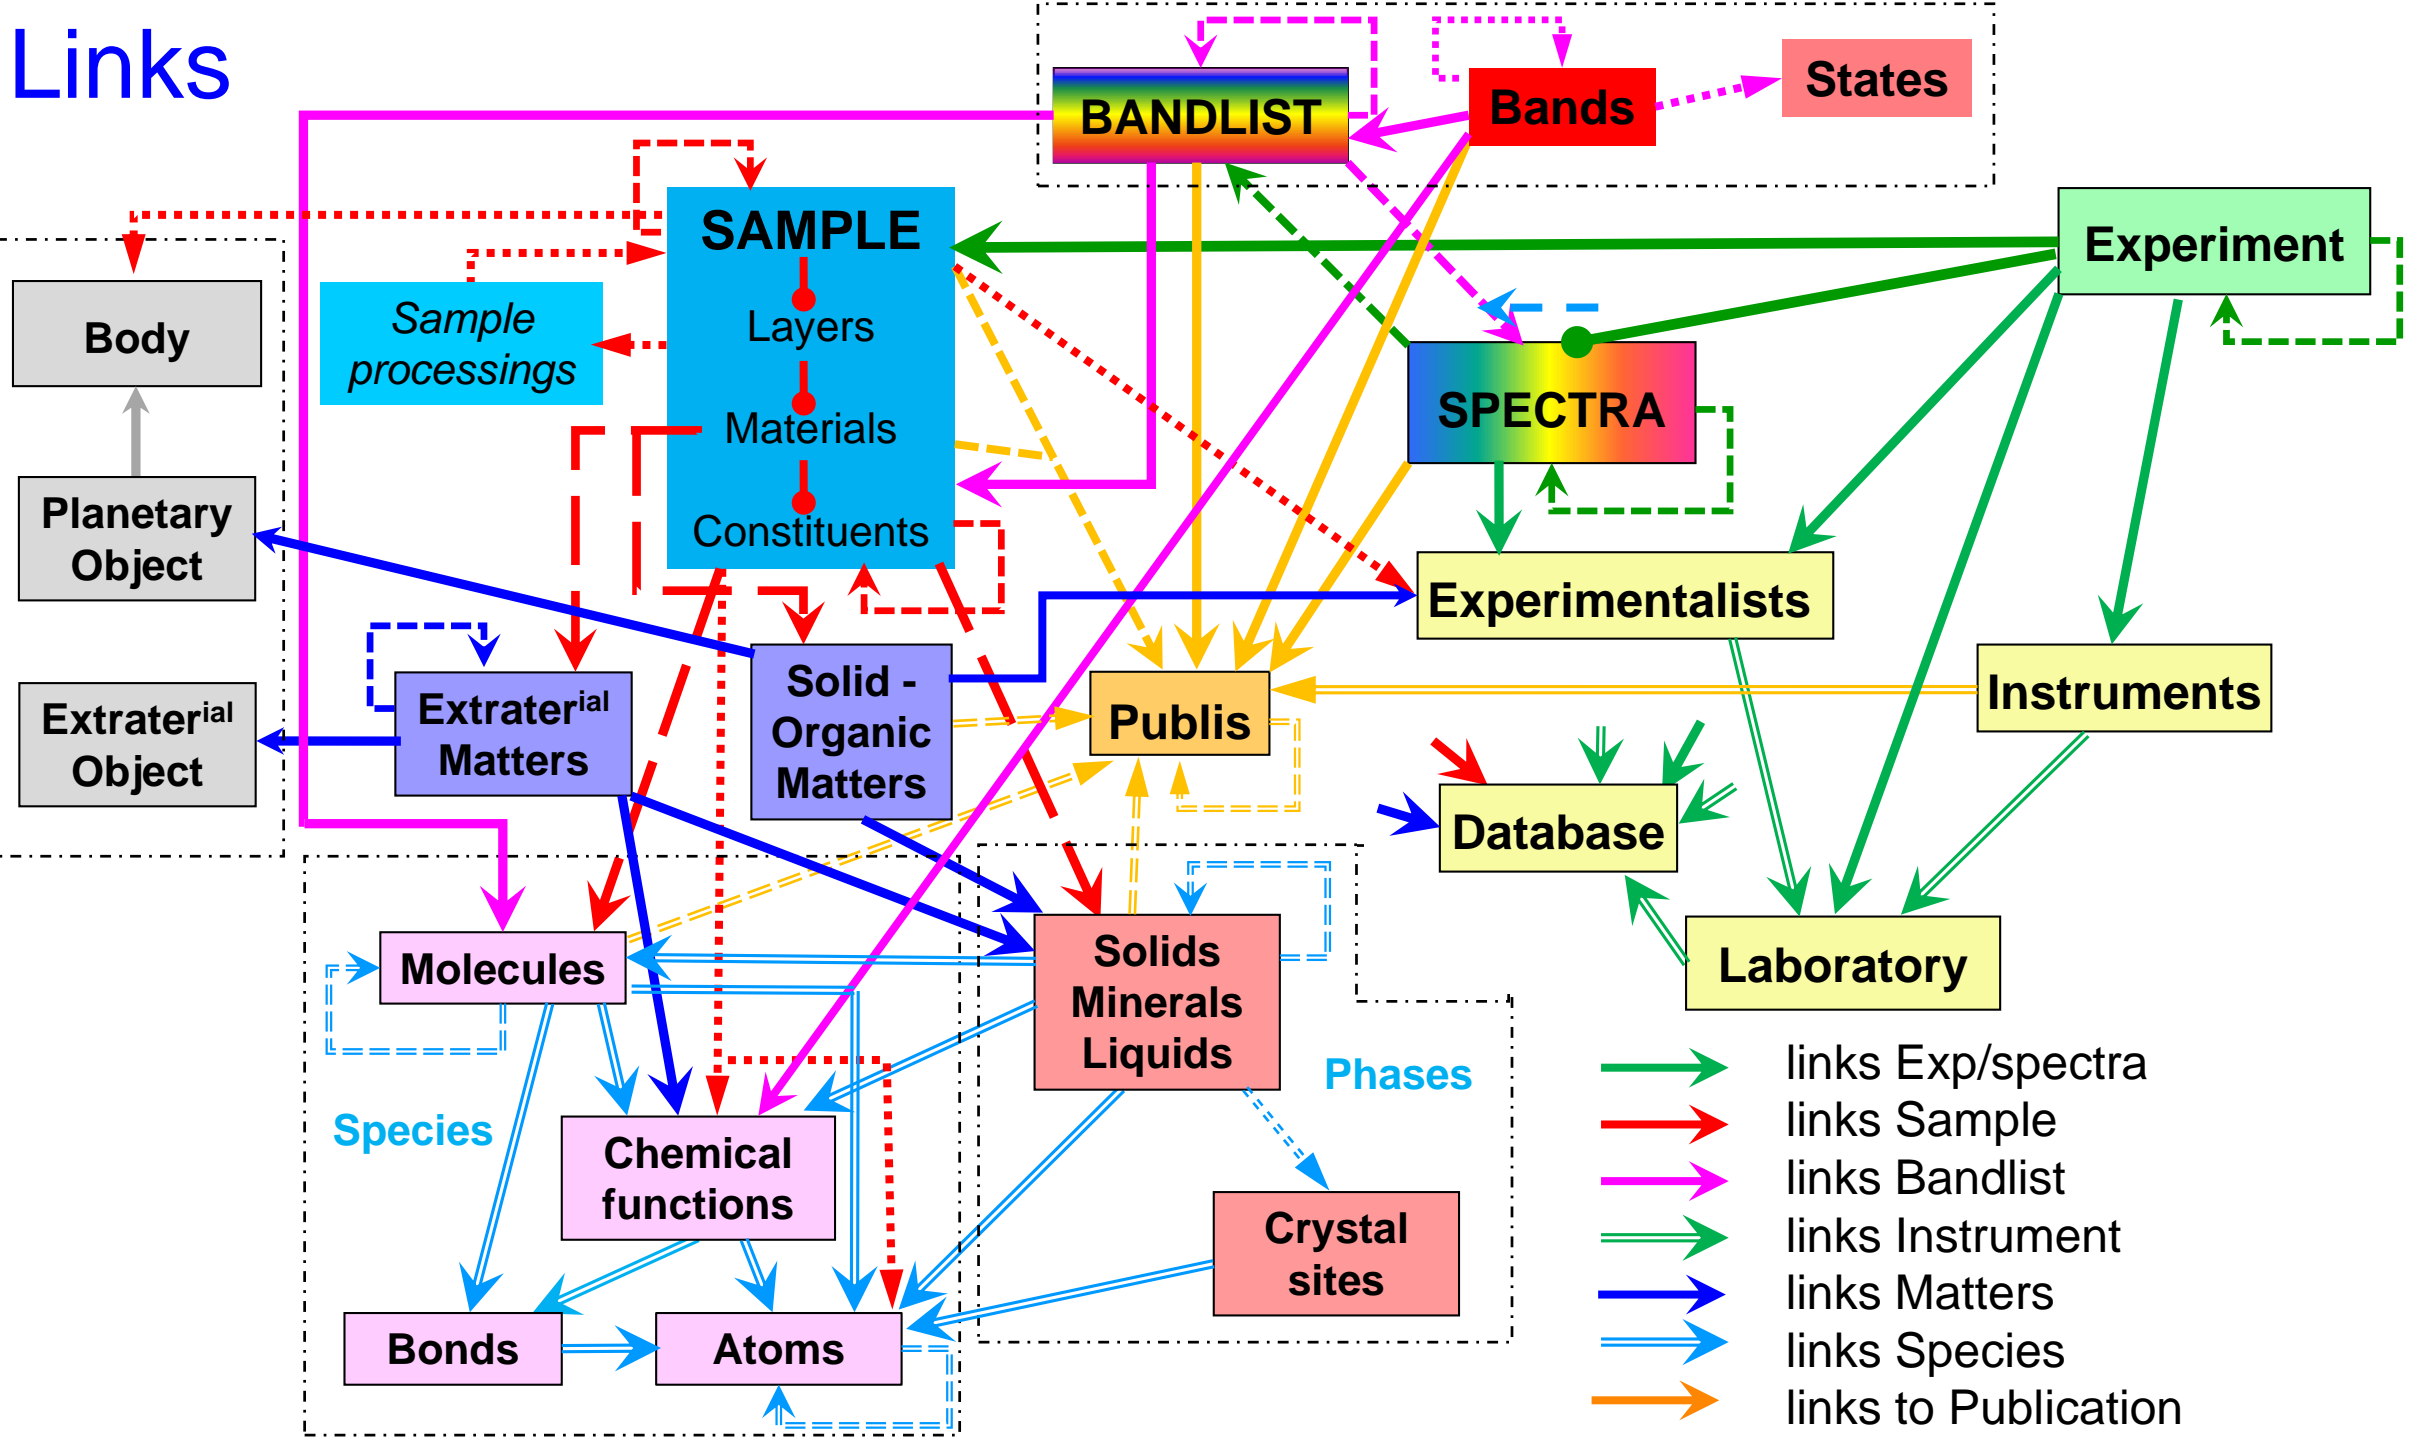 Links
BANDLIST
Bands
States
SAMPLE
Layers
Materials
Constituents
Sample
processings
Experiment
Body
SPECTRA
Planetary
Object
Experimentalists
Extraterial
Object
Extraterial
Matters
Solid -
Organic
Matters
Publis
Instruments
Database
Molecules
Solids
Minerals
Liquids
Laboratory
Phases
Species
Chemical
functions
Crystal
sites
Bonds
Atoms
links Exp/spectra
links Sample
links Bandlist
links Instrument
links Matters
links Species
links to Publication